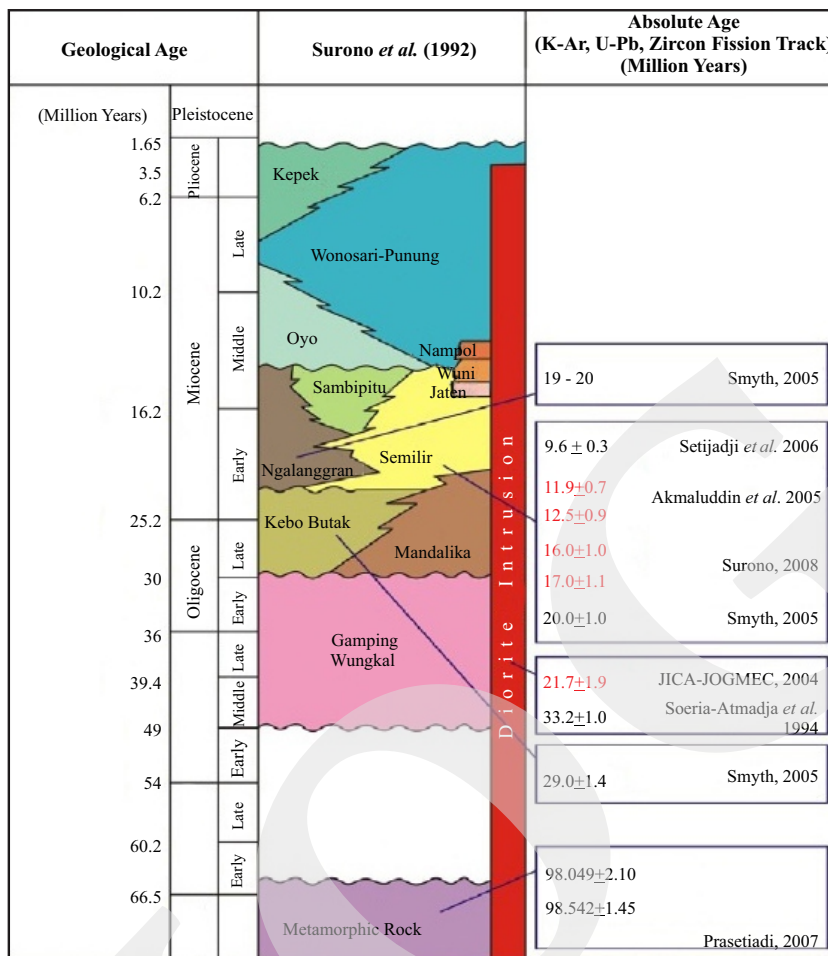 Geological Age
Surono et al. (1992)
Absolute Age
(K-Ar, U-Pb, Zircon Fission Track)
(Million Years)
(Million Years)
Pleistocene
1.65
3.5
6.2
10.2
16.2
25.2
30
36
39.4
49
54
60.2
66.5
Pliocene
Miocene
Oligocene
Late
Middle
Early
Late
Early
Late
Middle
Early
Late
Early
Kepek
Wonosari-Punung
Oyo
Nampol
Wuni
Jaten
Sambipitu
Ngalanggran
Semilir
Kebo Butak
Mandalika
Gamping
Wungkal
Metamorphic Rock
Diorite Intrusion
19 - 20 Smyth, 2005
9.6 ± 0.3 Setijadji et al. 2006
11.9±0.7
Akmaluddin et al. 2005
12.5±0.9
16.0±1.0
Surono, 2008
17.0±1.1
20.0±1.0 Smyth, 2005
21.7±1.9 JICA-JOGMEC, 2004
33.2±1.0 Soeria-Atmadja et al.
1994
29.0±1.4 Smyth, 2005
98.049±2.10
98.542±1.45
Prasetiadi, 2007